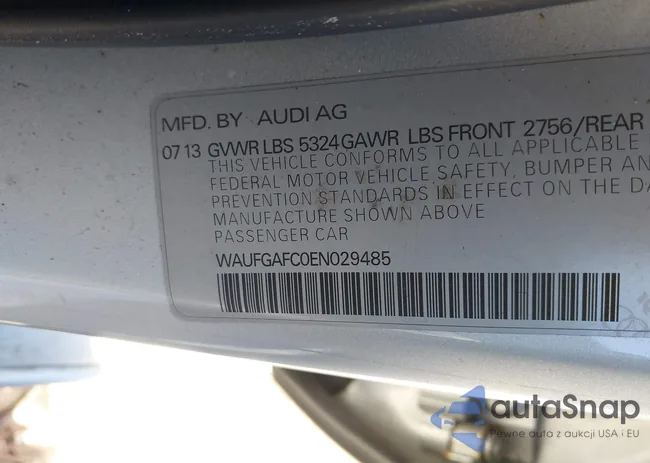 MFD. BY AUDI AG
07 13 GVWR LBS 5324 GAWR LBS FRONT 2756/REAR
THIS VEHICLE CONFORMS TO ALL APPLICABLE
FEDERAL MOTOR VEHICLE SAFETY, BUMPER AN
PREVENTION STANDARDS IN EFFECT ON THE DA
MANUFACTURE SHOWN ABOVE
PASSENGER CAR
WAUFGAFC0EN029485
autoSnap
Pewne auta z aukcji USA i EU